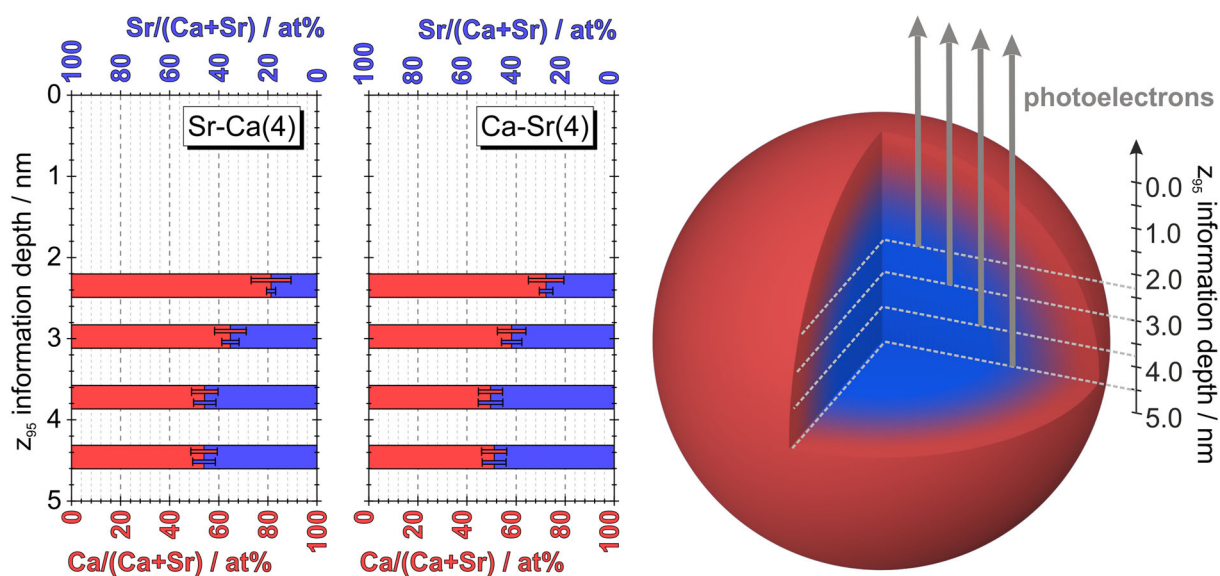 Sr/(Ca+Sr) / at%
100 80 60 40 20 0
Sr-Ca(4)
z95 information depth / nm
0
1
2
3
4
5
0 20 40 60 80 100
Ca/(Ca+Sr) / at%
Sr/(Ca+Sr) / at%
100 80 60 40 20 0
Ca-Sr(4)
0 20 40 60 80 100
Ca/(Ca+Sr) / at%
photoelectrons
0.0
1.0
2.0
3.0
4.0
5.0
z95 information depth / nm